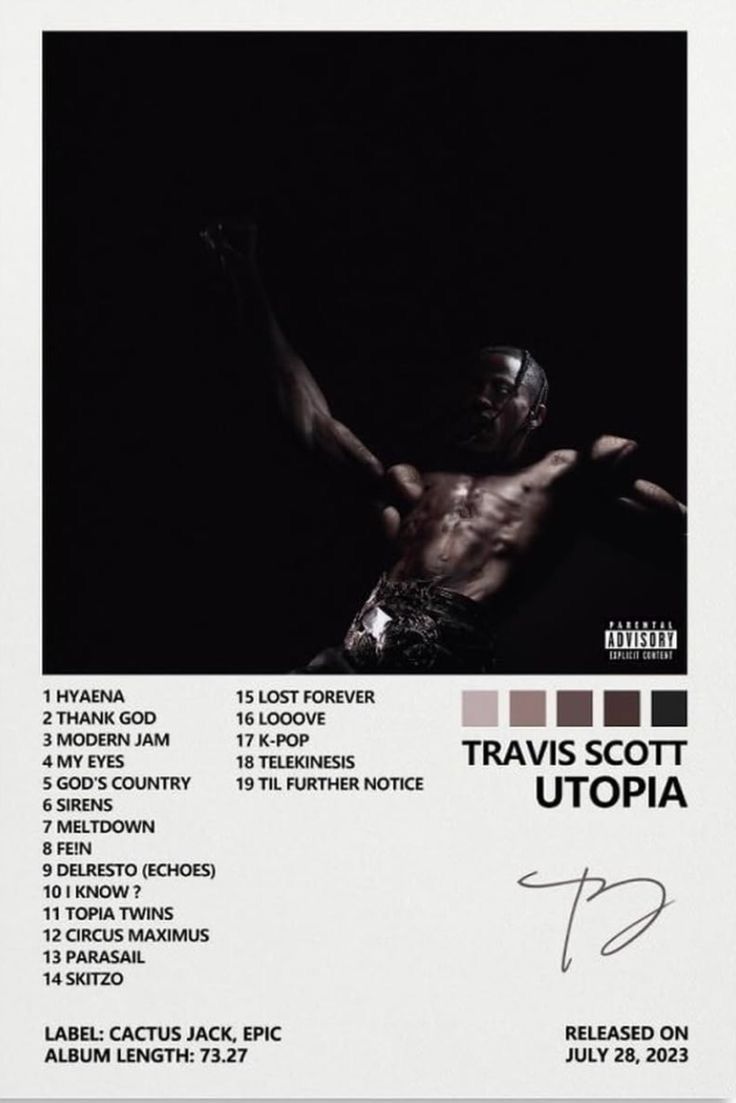 PARENTAL
ADVISORY
EXPLICIT CONTENT
1 HYAENA
2 THANK GOD
3 MODERN JAM
4 MY EYES
5 GOD'S COUNTRY
6 SIRENS
7 MELTDOWN
8 FE!N
9 DELRESTO (ECHOES)
10 I KNOW ?
11 TOPIA TWINS
12 CIRCUS MAXIMUS
13 PARASAIL
14 SKITZO
15 LOST FOREVER
16 LOOOVE
17 K-POP
18 TELEKINESIS
19 TIL FURTHER NOTICE
TRAVIS SCOTT
UTOPIA
LABEL: CACTUS JACK, EPIC
ALBUM LENGTH: 73.27
RELEASED ON
JULY 28, 2023